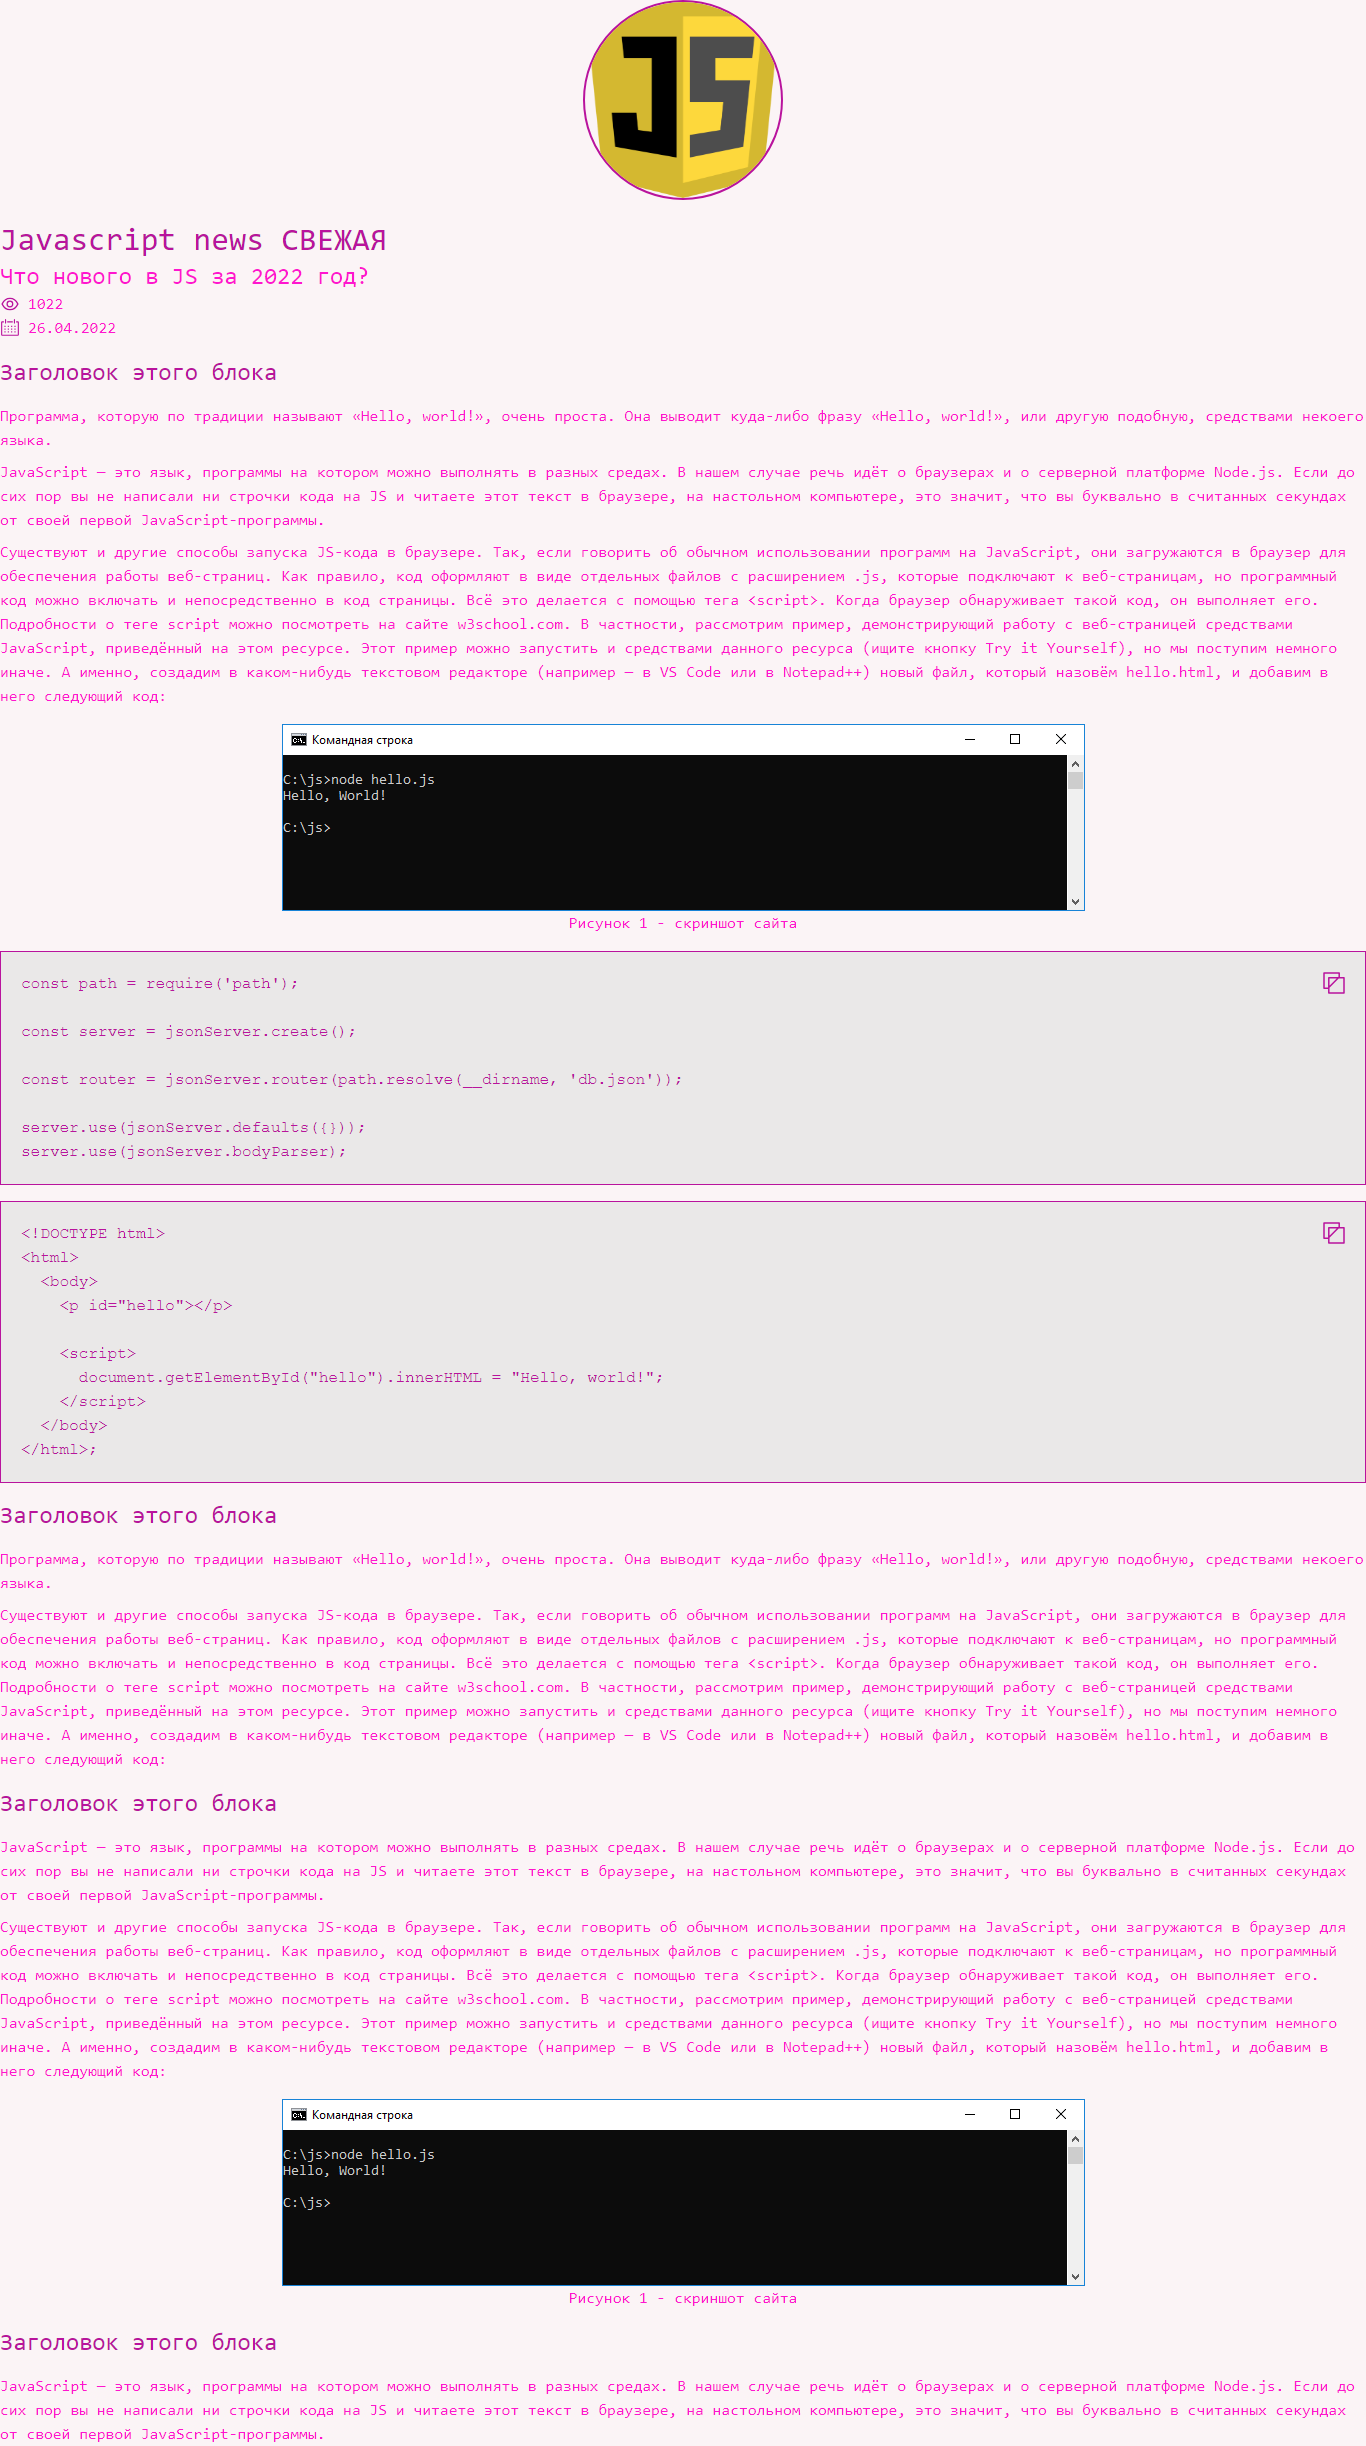 JS
Javascript news СВЕЖАЯ
Что нового в JS за 2022 год?
1022
26.04.2022
Заголовок этого блока
Программа, которую по традиции называют «Hello, world!», очень проста. Она выводит куда-либо фразу «Hello, world!», или другую подобную, средствами некоего
языка.
JavaScript — это язык, программы на котором можно выполнять в разных средах. В нашем случае речь идёт о браузерах и о серверной платформе Node.js. Если до
сих пор вы не написали ни строчки кода на JS и читаете этот текст в браузере, на настольном компьютере, это значит, что вы буквально в считанных секундах
от своей первой JavaScript-программы.
Существуют и другие способы запуска JS-кода в браузере. Так, если говорить об обычном использовании программ на JavaScript, они загружаются в браузер для
обеспечения работы веб-страниц. Как правило, код оформляют в виде отдельных файлов с расширением .js, которые подключают к веб-страницам, но программный
код можно включать и непосредственно в код страницы. Всё это делается с помощью тега <script>. Когда браузер обнаруживает такой код, он выполняет его.
Подробности о теге script можно посмотреть на сайте w3school.com. В частности, рассмотрим пример, демонстрирующий работу с веб-страницей средствами
JavaScript, приведённый на этом ресурсе. Этот пример можно запустить и средствами данного ресурса (ищите кнопку Try it Yourself), но мы поступим немного
иначе. А именно, создадим в каком-нибудь текстовом редакторе (например — в VS Code или в Notepad++) новый файл, который назовём hello.html, и добавим в
него следующий код:
Командная строка
C:\js>node hello.js
Hello, World!
C:\js>
Рисунок 1 - скриншот сайта
const path = require('path');
const server = jsonServer.create();
const router = jsonServer.router(path.resolve(__dirname, 'db.json'));
server.use(jsonServer.defaults({}));
server.use(jsonServer.bodyParser);
<!DOCTYPE html>
<html>
  <body>
    <p id="hello"></p>
    <script>
      document.getElementById("hello").innerHTML = "Hello, world!";
    </script>
  </body>
</html>;
Заголовок этого блока
Программа, которую по традиции называют «Hello, world!», очень проста. Она выводит куда-либо фразу «Hello, world!», или другую подобную, средствами некоего
языка.
Существуют и другие способы запуска JS-кода в браузере. Так, если говорить об обычном использовании программ на JavaScript, они загружаются в браузер для
обеспечения работы веб-страниц. Как правило, код оформляют в виде отдельных файлов с расширением .js, которые подключают к веб-страницам, но программный
код можно включать и непосредственно в код страницы. Всё это делается с помощью тега <script>. Когда браузер обнаруживает такой код, он выполняет его.
Подробности о теге script можно посмотреть на сайте w3school.com. В частности, рассмотрим пример, демонстрирующий работу с веб-страницей средствами
JavaScript, приведённый на этом ресурсе. Этот пример можно запустить и средствами данного ресурса (ищите кнопку Try it Yourself), но мы поступим немного
иначе. А именно, создадим в каком-нибудь текстовом редакторе (например — в VS Code или в Notepad++) новый файл, который назовём hello.html, и добавим в
него следующий код:
Заголовок этого блока
JavaScript — это язык, программы на котором можно выполнять в разных средах. В нашем случае речь идёт о браузерах и о серверной платформе Node.js. Если до
сих пор вы не написали ни строчки кода на JS и читаете этот текст в браузере, на настольном компьютере, это значит, что вы буквально в считанных секундах
от своей первой JavaScript-программы.
Существуют и другие способы запуска JS-кода в браузере. Так, если говорить об обычном использовании программ на JavaScript, они загружаются в браузер для
обеспечения работы веб-страниц. Как правило, код оформляют в виде отдельных файлов с расширением .js, которые подключают к веб-страницам, но программный
код можно включать и непосредственно в код страницы. Всё это делается с помощью тега <script>. Когда браузер обнаруживает такой код, он выполняет его.
Подробности о теге script можно посмотреть на сайте w3school.com. В частности, рассмотрим пример, демонстрирующий работу с веб-страницей средствами
JavaScript, приведённый на этом ресурсе. Этот пример можно запустить и средствами данного ресурса (ищите кнопку Try it Yourself), но мы поступим немного
иначе. А именно, создадим в каком-нибудь текстовом редакторе (например — в VS Code или в Notepad++) новый файл, который назовём hello.html, и добавим в
него следующий код:
Командная строка
C:\js>node hello.js
Hello, World!
C:\js>
Рисунок 1 - скриншот сайта
Заголовок этого блока
JavaScript — это язык, программы на котором можно выполнять в разных средах. В нашем случае речь идёт о браузерах и о серверной платформе Node.js. Если до
сих пор вы не написали ни строчки кода на JS и читаете этот текст в браузере, на настольном компьютере, это значит, что вы буквально в считанных секундах
от своей первой JavaScript-программы.